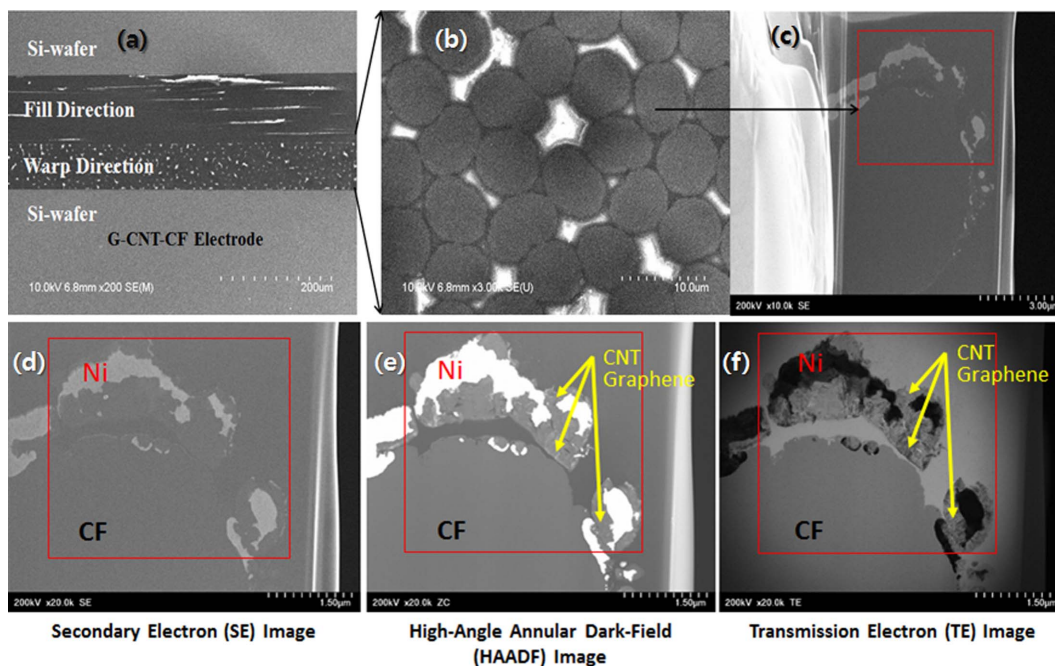 (a)
Si-wafer
Fill Direction
Warp Direction
Si-wafer
G-CNT-CF Electrode
10.0kV 6.8mm x200 SE(M)
200um
(b)
10.0kV 6.8mm x3.00k SE(U)
10.0um
(c)
200kV x10.0k SE
3.00μm
(d)
Ni
CF
200kV x20.0k SE
1.50μm
(e)
Ni
CNT
Graphene
CF
200kV x20.0k ZC
1.50μm
(f)
Ni
CNT
Graphene
CF
200kV x20.0k TE
1.50μm
Secondary Electron (SE) Image
High-Angle Annular Dark-Field
(HAADF) Image
Transmission Electron (TE) Image